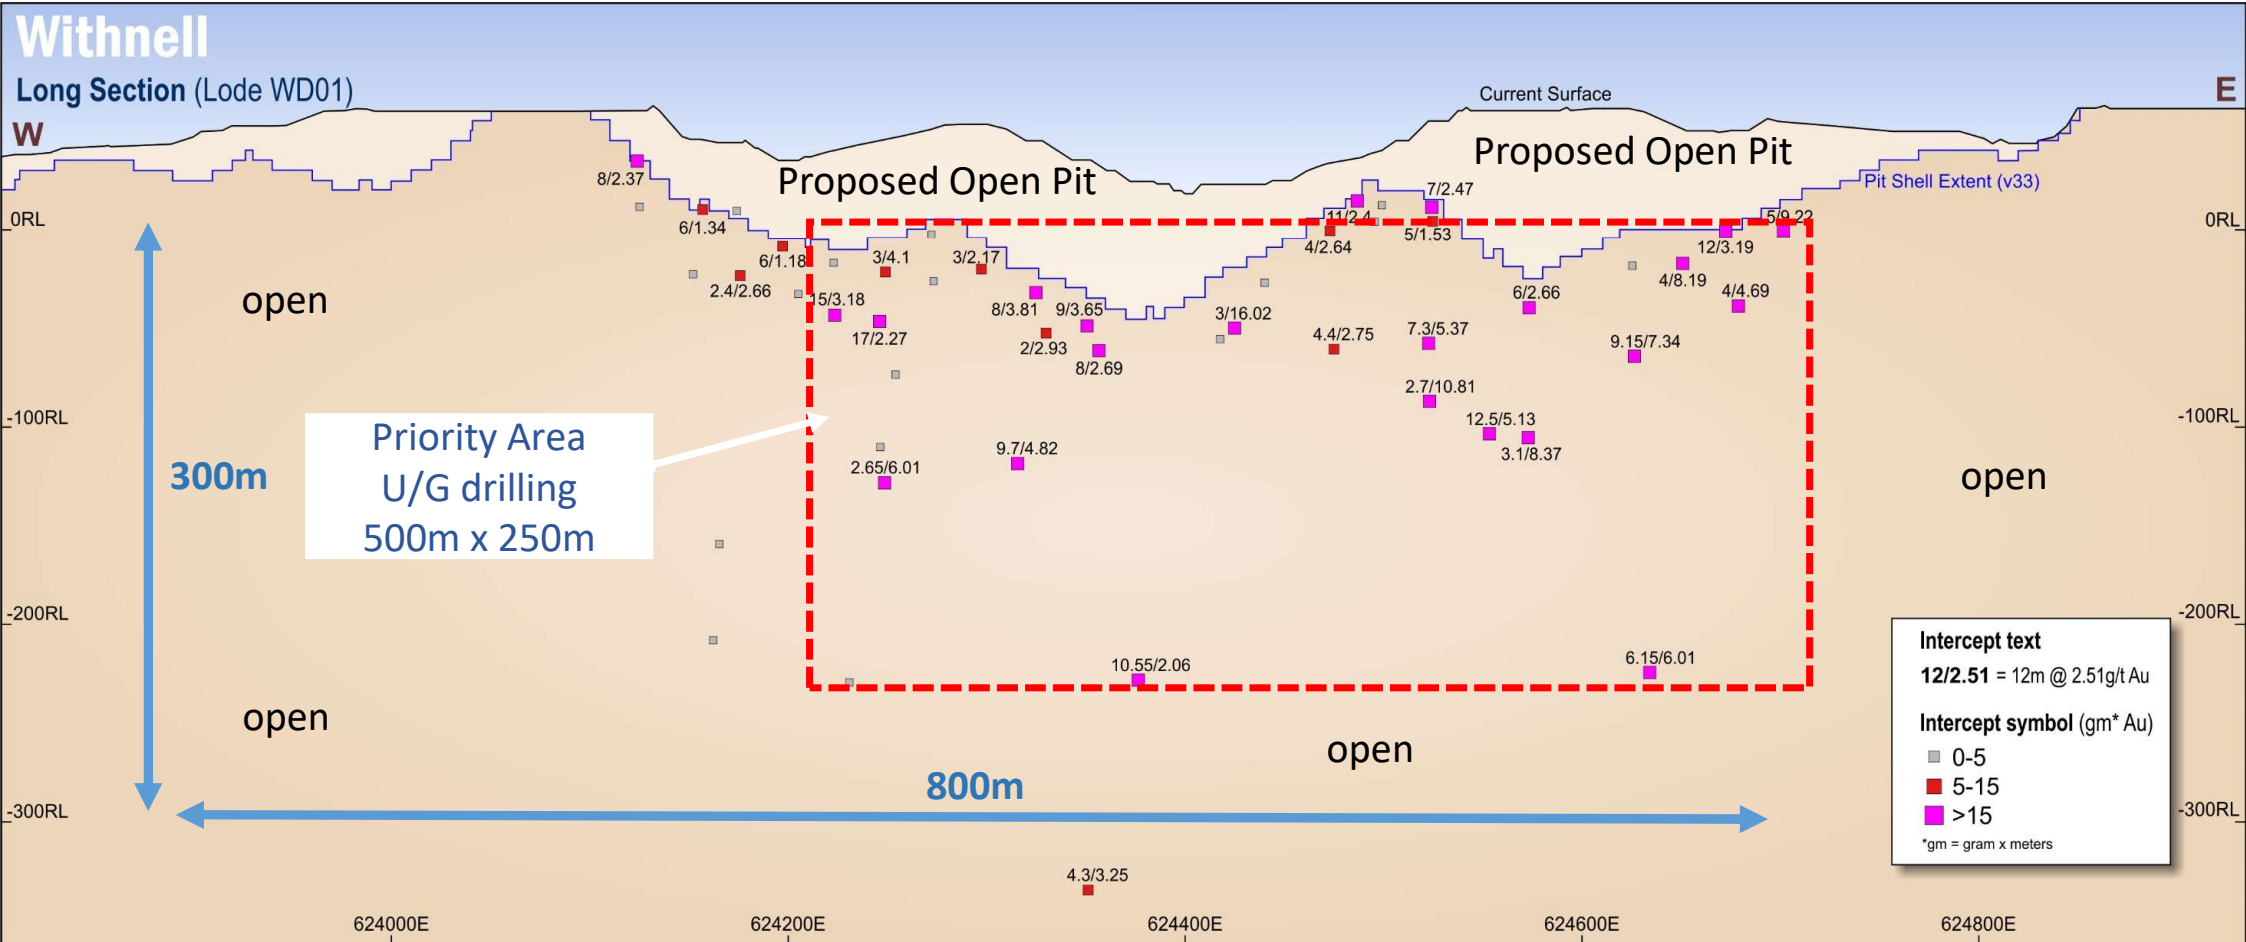 Withnell
Long Section (Lode WD01)
W
E
Current Surface
Proposed Open Pit
Proposed Open Pit
Pit Shell Extent (v33)
8/2.37
7/2.47
11/2.4
5/9.22
0RL
0RL
6/1.34
5/1.53
4/2.64
12/3.19
6/1.18
3/4.1
3/2.17
4/8.19
2.4/2.66
15/3.18
6/2.66
4/4.69
open
8/3.81
9/3.65
3/16.02
17/2.27
2/2.93
4.4/2.75
7.3/5.37
9.15/7.34
8/2.69
2.7/10.81
-100RL
-100RL
12.5/5.13
Priority Area
U/G drilling
500m x 250m
300m
9.7/4.82
3.1/8.37
2.65/6.01
open
-200RL
-200RL
10.55/2.06
6.15/6.01
open
open
800m
Intercept text
12/2.51 = 12m @ 2.51g/t Au
Intercept symbol (gm* Au)
0-5
5-15
>15
*gm = gram x meters
-300RL
-300RL
4.3/3.25
624000E
624200E
624400E
624600E
624800E